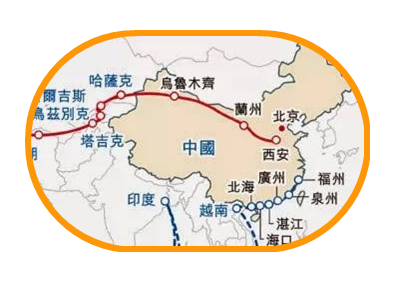 哈薩克
烏魯木齊
爾吉斯
烏茲別克
蘭州
北京
塔吉克
中國
西安
廣州
福州
北海
泉州
印度
越南
湛江
海口